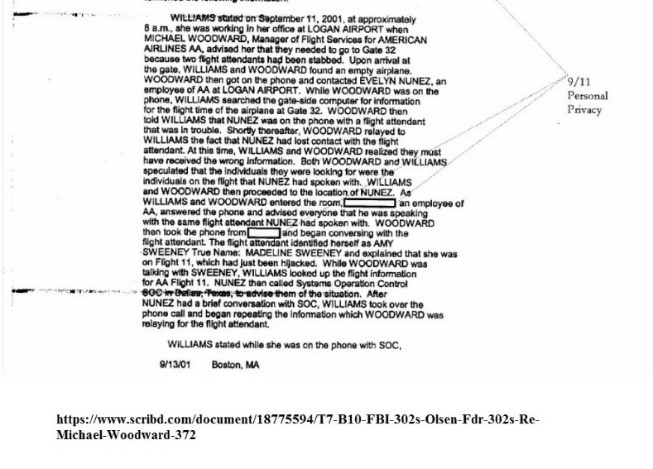 WILLIAMS stated on September 11, 2001, at approximately
8 a.m., she was working in her office at LOGAN AIRPORT when
MICHAEL WOODWARD, Manager of Flight Services for AMERICAN
AIRLINES AA, advised her that they needed to go to Gate 32
because two flight attendants had been stabbed. Upon arrival at
the gate, WILLIAMS and WOODWARD found an empty airplane.
WOODWARD then got on the phone and contacted EVELYN NUNEZ, an
employee of AA at LOGAN AIRPORT. While WOODWARD was on the
phone, WILLIAMS searched the gate-side computer for information
for the flight time of the airplane at Gate 32. WOODWARD then
told WILLIAMS that NUNEZ was on the phone with a flight attendant
that was in trouble. Shortly thereafter, WOODWARD relayed to
WILLIAMS the fact that NUNEZ had lost contact with the flight
attendant. At this time, WILLIAMS and WOODWARD realized they must
have received the wrong information. Both WOODWARD and WILLIAMS
speculated that the individuals they were looking for were the
individuals on the flight that NUNEZ had spoken with. WILLIAMS
and WOODWARD then proceeded to the location of NUNEZ. As
WILLIAMS and WOODWARD entered the room, an employee of
AA, answered the phone and advised everyone that he was speaking
with the same flight attendant NUNEZ had spoken with. WOODWARD
then took the phone from and began conversing with the
flight attendant. The flight attendant identified herself as AMY
SWEENEY True Name: MADELINE SWEENEY and explained that she was
on Flight 11, which had just been hijacked. While WOODWARD was
talking with SWEENEY, WILLIAMS looked up the flight information
for AA Flight 11. NUNEZ then called Systems Operation Control
SOC in Dallas, Texas, to advise them of the situation. After
NUNEZ had a brief conversation with SOC, WILLIAMS took over the
phone call and began repeating the information which WOODWARD was
relaying for the flight attendant.
WILLIAMS stated while she was on the phone with SOC,
9/13/01 Boston, MA
9/11
Personal
Privacy
https://www.scribd.com/document/18775594/T7-B10-FBI-302s-Olsen-Fdr-302s-Re-
Michael-Woodward-372